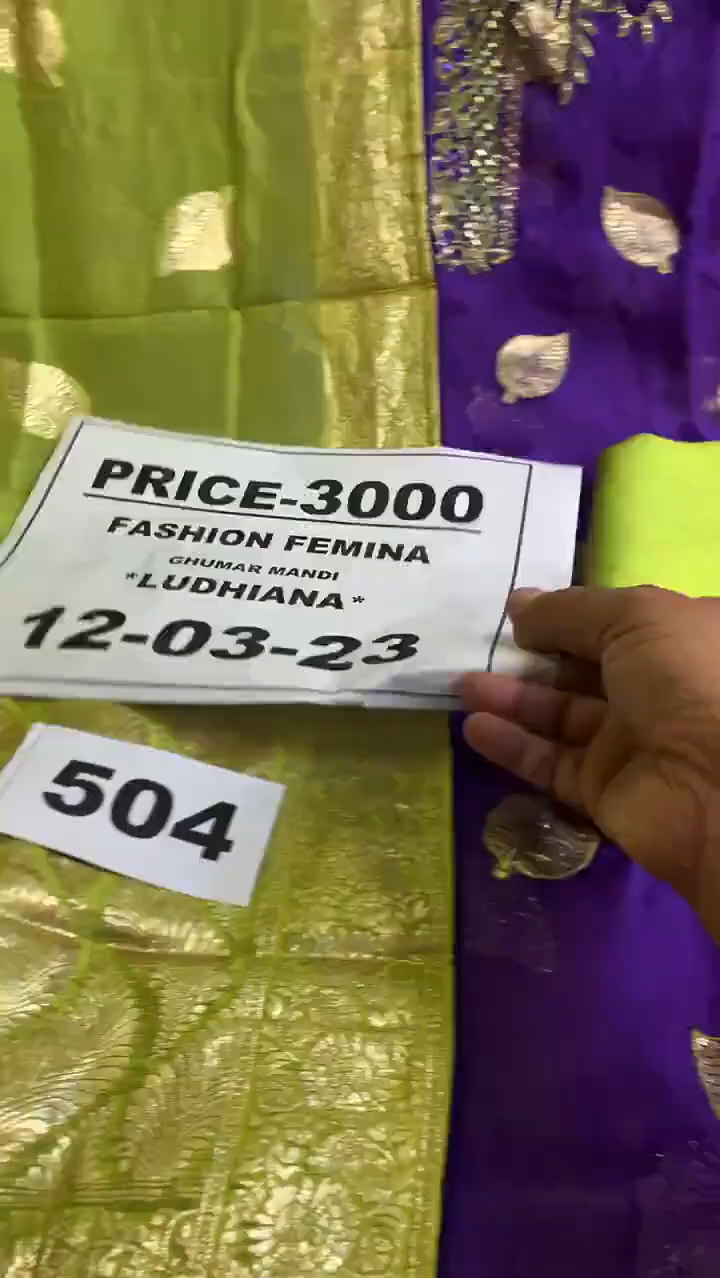 PRICE-3000
FASHION FEMINA
GHUMAR MANDI
*LUDHIANA*
12-03-23
504